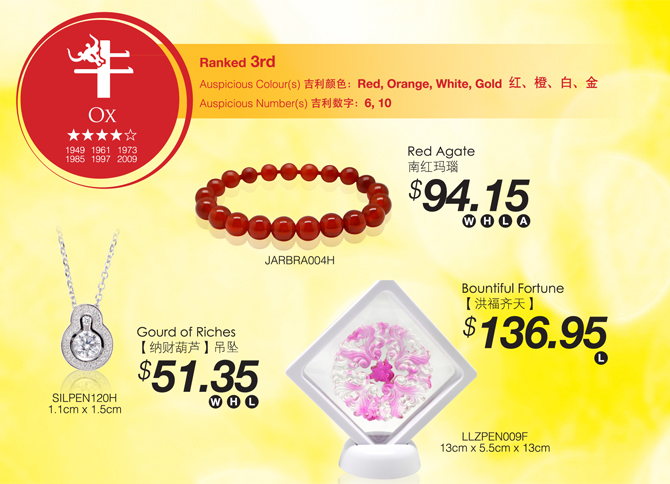 牛
Ox
★★★★☆
1949 1961 1973
1985 1997 2009
Ranked 3rd
Auspicious Colour(s) 吉利颜色: Red, Orange, White, Gold 红、橙、白、金
Auspicious Number(s) 吉利数字: 6, 10
Red Agate
南红玛瑙
$94.15
W H L A
JARBRA004H
Bountiful Fortune
【洪福齐天】
$136.95
L
Gourd of Riches
【纳财葫芦】吊坠
$51.35
W H L
SILPEN120H
1.1cm x 1.5cm
LLZPEN009F
13cm x 5.5cm x 13cm